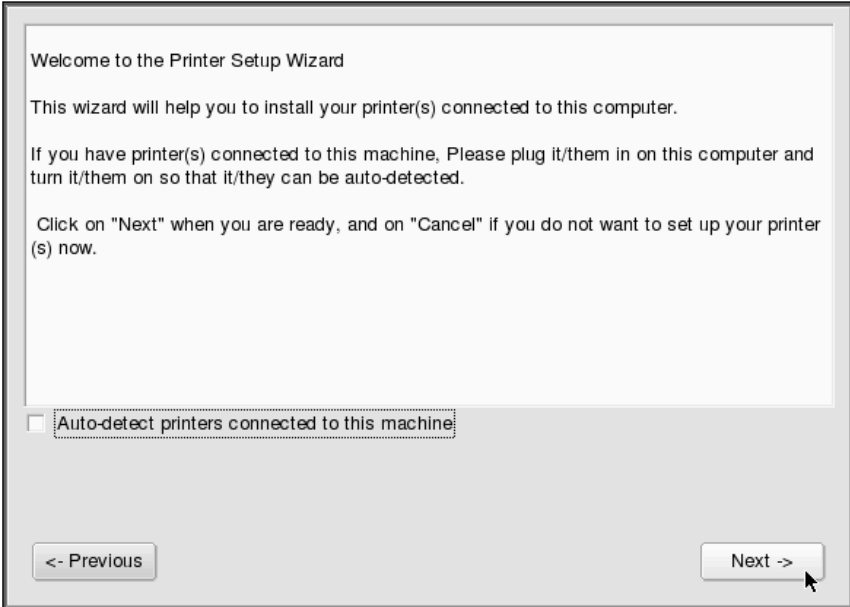 Welcome to the Printer Setup Wizard
This wizard will help you to install your printer(s) connected to this computer.
If you have printer(s) connected to this machine, Please plug it/them in on this computer and
turn it/them on so that it/they can be auto-detected.
Click on "Next" when you are ready, and on "Cancel" if you do not want to set up your printer
(s) now.
Auto-detect printers connected to this machine
<- Previous
Next ->